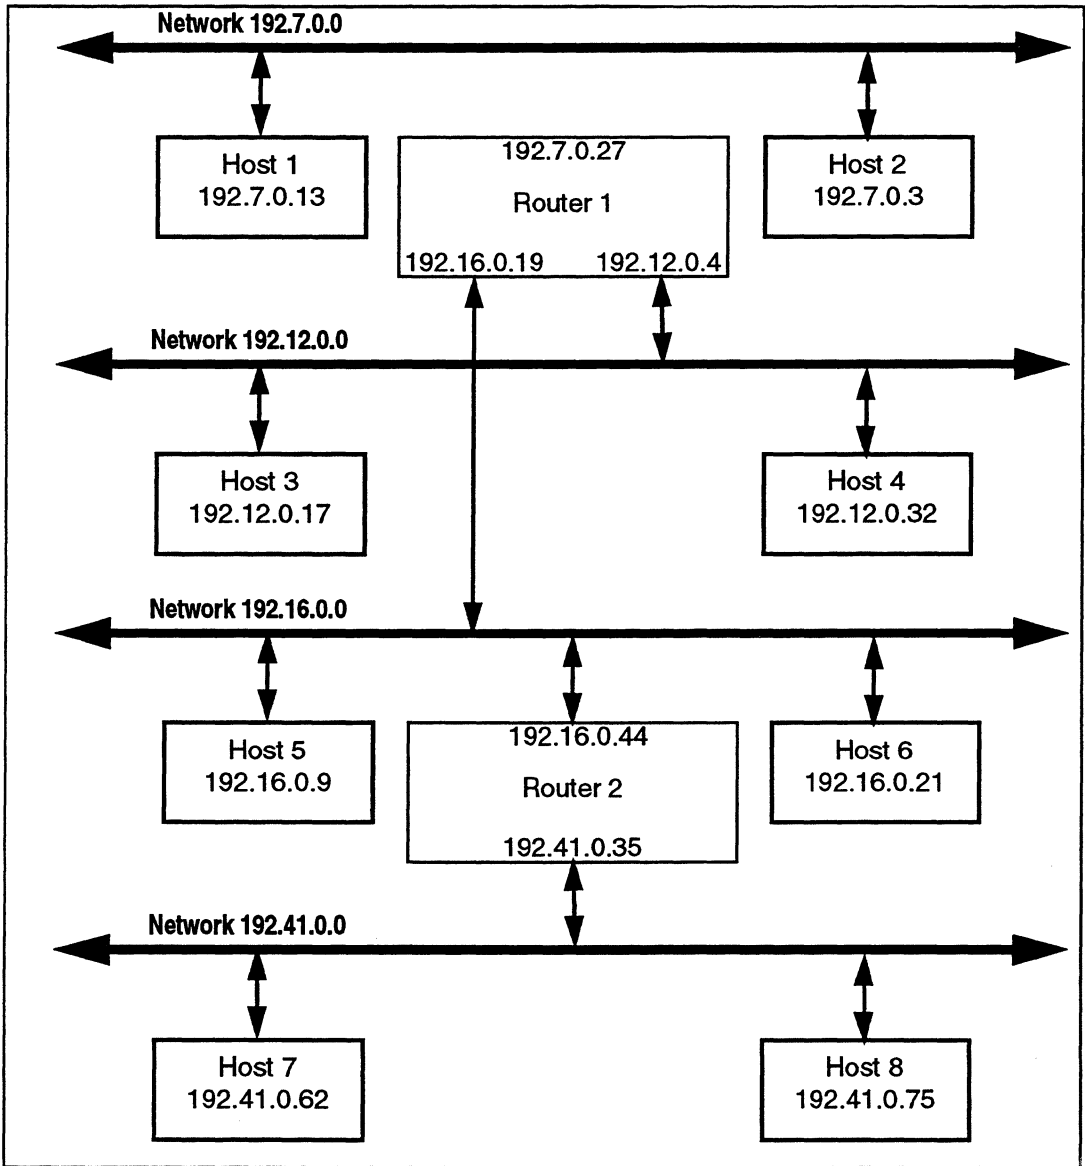 Network 192.7.0.0
Host 1
192.7.0.13
192.7.0.27
Router 1
192.16.0.19 192.12.0.4
Host 2
192.7.0.3
Network 192.12.0.0
Host 3
192.12.0.17
Host 4
192.12.0.32
Network 192.16.0.0
Host 5
192.16.0.9
192.16.0.44
Router 2
192.41.0.35
Host 6
192.16.0.21
Network 192.41.0.0
Host 7
192.41.0.62
Host 8
192.41.0.75